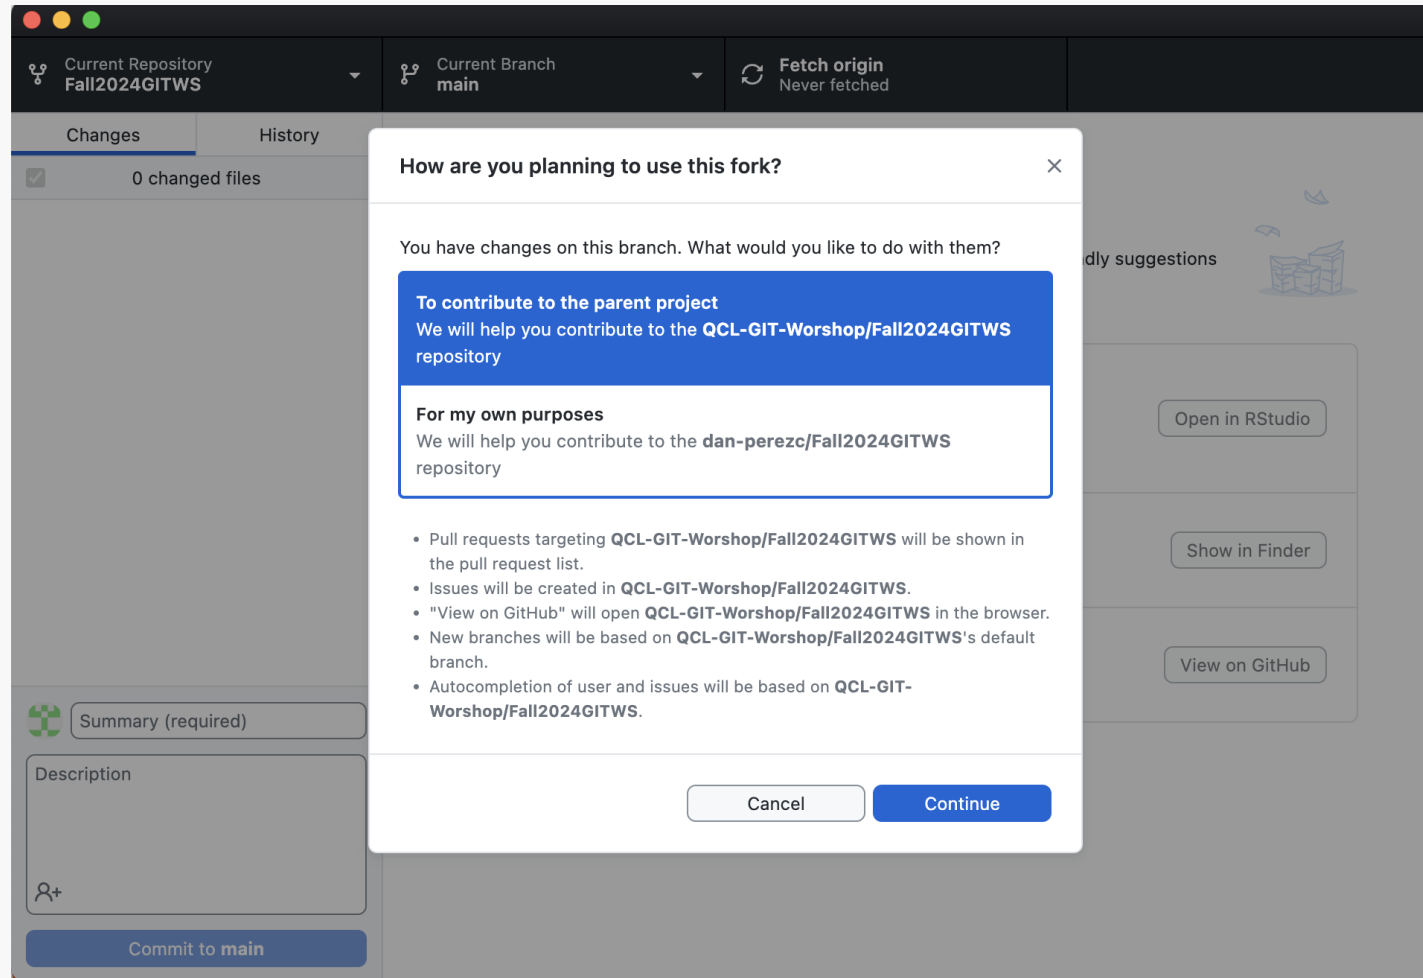 Current Repository
Fall2024GITWS
Current Branch
main
Fetch origin
Never fetched
Changes
History
0 changed files
How are you planning to use this fork?
You have changes on this branch. What would you like to do with them?
To contribute to the parent project
We will help you contribute to the QCL-GIT-Worshop/Fall2024GITWS
repository
For my own purposes
We will help you contribute to the dan-perezc/Fall2024GITWS
repository
• Pull requests targeting QCL-GIT-Worshop/Fall2024GITWS will be shown in
the pull request list.
• Issues will be created in QCL-GIT-Worshop/Fall2024GITWS.
• "View on GitHub" will open QCL-GIT-Worshop/Fall2024GITWS in the browser.
• New branches will be based on QCL-GIT-Worshop/Fall2024GITWS's default
branch.
• Autocompletion of user and issues will be based on QCL-GIT-
Worshop/Fall2024GITWS.
Cancel
Continue
suggestions
Open in RStudio
Show in Finder
View on GitHub
Summary (required)
Description
Commit to main